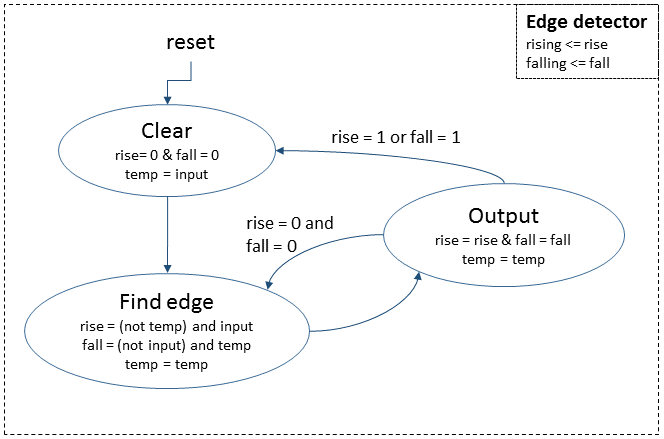 Edge detector
rising <= rise
falling <= fall
reset
Clear
rise= 0 & fall = 0
temp = input
rise = 1 or fall = 1
rise = 0 and
fall = 0
Output
rise = rise & fall = fall
temp = temp
Find edge
rise = (not temp) and input
fall = (not input) and temp
temp = temp